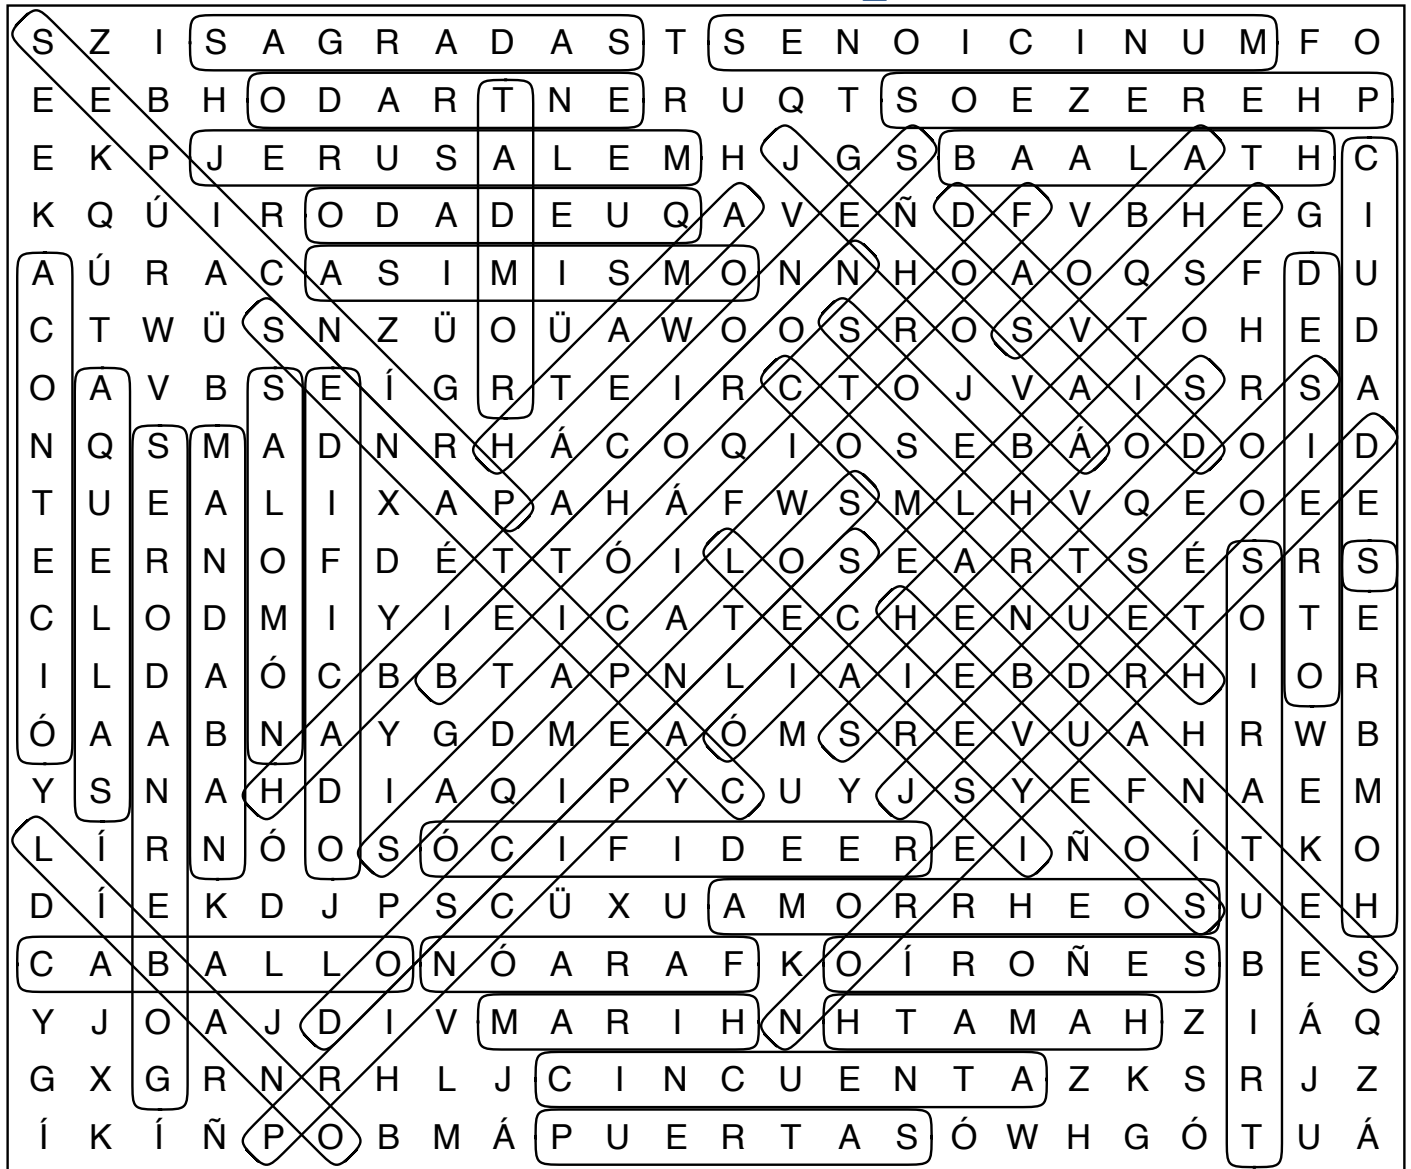 S Z I S A G R A D A S T S E N O I C I N U M F O
E E B H O D A R T N E R U Q T S O E Z E R E H P
E K P J E R U S A L E M H J G S B A A L A T H C
K Q Ú I R O D A D E U Q A V E Ñ D F V B H E G I
A Ú R A C A S I M I S M O N N H O A O Q S F D U
C T W Ü S N Z Ü O Ü A W O O S R O S V T O H E D
O A V B S E Í G R T E I R C T O J V A I S R S A
N Q S M A D N R H Á C O Q I O S E B Á O D O I D
T U E A L I X A P A H Á F W S M L H V Q E O E E
E E R N O F D É T T Ó I L O S E A R T S É S R S
C L O D M I Y I E I C A T E C H E N U E T O T E
I L D A Ó C B B T A P N L I A I E B D R H I O R
Ó A A B N A Y G D M E A Ó M S R E V U A H R W B
Y S N A H D I A Q I P Y C U Y J S Y E F N A E M
L Í R N Ó O S Ó C I F I D E E R E I Ñ O Í T K O
D Í E K D J P S C Ü X U A M O R R H E O S U E H
C A B A L L O N Ó A R A F K O Í R O Ñ E S B E S
Y J O A J D I V M A R I H N H T A M A H Z I Á Q
G X G R N R H L J C I N C U E N T A Z K S R J Z
Í K Í Ñ P O B M Á P U E R T A S Ó W H G Ó T U Á